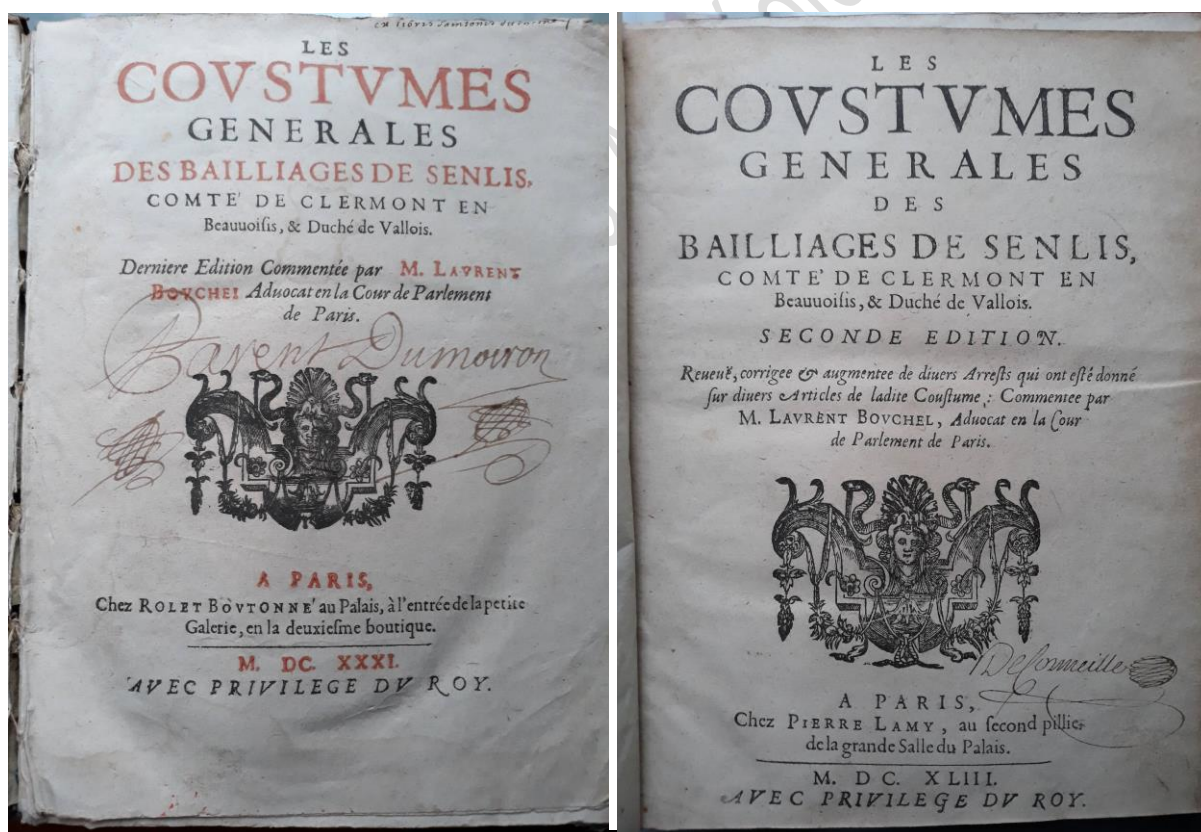 LES
COVSTVMES
GENERALES
DES BAILLIAGES DE SENLIS,
COMTE' DE CLERMONT EN
Beauuoiſis, & Duché de Vallois.
Derniere Edition Commentée par M. LAVRENT
BOVCHEL Aduocat en la Cour de Parlement
de Paris.
Parent Dumoiron
A PARIS,
Chez ROLET BOVTONNE' au Palais, à l'entrée de la petite
Galerie, en la deuxieſme boutique.
M. DC. XXXI.
AVEC PRIVILEGE DV ROY.
LES
COVSTVMES
GENERALES
DES
BAILLIAGES DE SENLIS,
COMTE' DE CLERMONT EN
Beauuoiſis, & Duché de Vallois.
SECONDE EDITION.
Reueuë, corrigee & augmentee de diuers Arreſts qui ont eſté donné
ſur diuers Articles de ladite Couſtume ; Commentee par
M. LAVRENT BOVCHEL, Aduocat en la Cour
de Parlement de Paris.
A PARIS,
Chez PIERRE LAMY, au ſecond pillier
de la grande Salle du Palais.
M. DC. XLIII.
AVEC PRIVILEGE DV ROY.